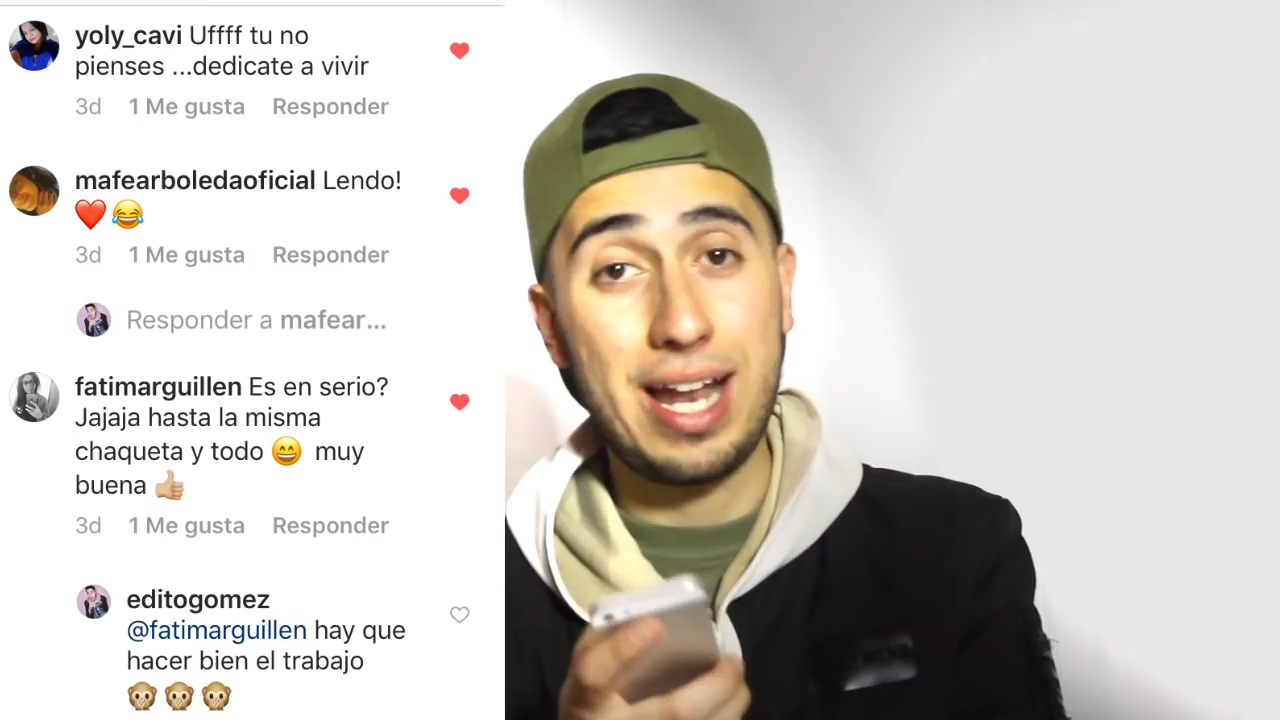 yoly_cavi Uffff tu no
pienses ...dedicate a vivir
3d 1 Me gusta Responder
mafearboledaoficial Lendo!
❤️😂
3d 1 Me gusta Responder
Responder a mafear...
fatimarguillen Es en serio?
Jajaja hasta la misma
chaqueta y todo 😄 muy
buena 👍🏼
3d 1 Me gusta Responder
editogomez
@fatimarguillen hay que
hacer bien el trabajo
🙊🙊🙊